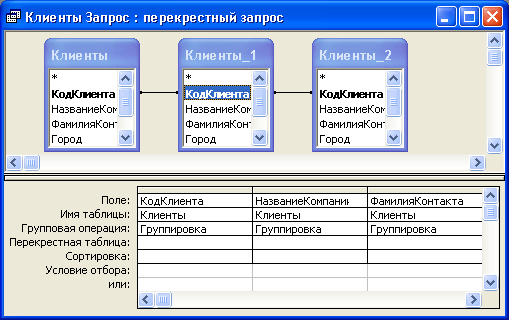 Клиенты Запрос : перекрестный запрос
Клиенты Клиенты_1 Клиенты_2
* * *
КодКлиента КодКлиента КодКлиента
НазваниеКом НазваниеКом НазваниеКом
ФамилияКонт ФамилияКонт ФамилияКонт
Город Город Город
Поле: КодКлиента НазваниеКомпании ФамилияКонтакта
Имя таблицы: Клиенты Клиенты Клиенты
Групповая операция: Группировка Группировка Группировка
Перекрестная таблица:
Сортировка:
Условие отбора:
или: